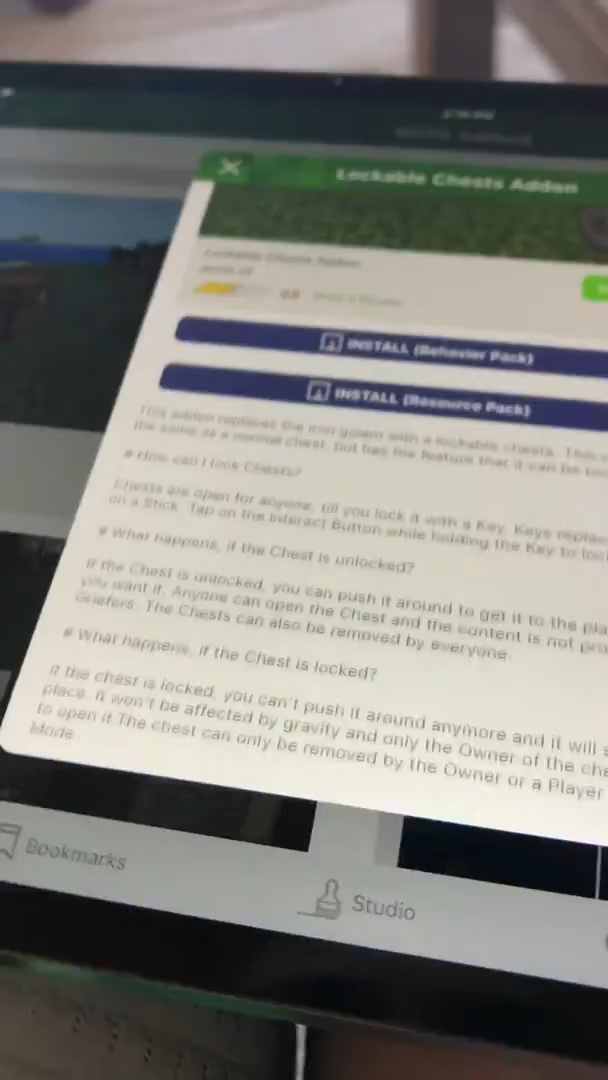 Lockable Chests Addon
Lockable Chests Addon
INSTALL (Behavior Pack)
INSTALL (Resource Pack)
This addon replaces the iron golem with a lockable chests. This
the same as a normal chest, but has the feature that it can be
# How can I lock Chests?
Chests are open for anyone, till you lock it with a Key. Keys
on a Stick. Tap on the Interact Button while holding the Key to
# What happens, if the Chest is unlocked?
If the Chest is unlocked, you can push it around to get it to the
you want it. Anyone can open the Chest and the content is not
Griefers. The Chests can also be removed by everyone.
# What happens, if the Chest is locked?
If the chest is locked, you can't push it around anymore and it will
place. It won't be affected by gravity and only the Owner of the
to open it.The chest can only be removed by the Owner or a Player
Mode.
Bookmarks
Studio